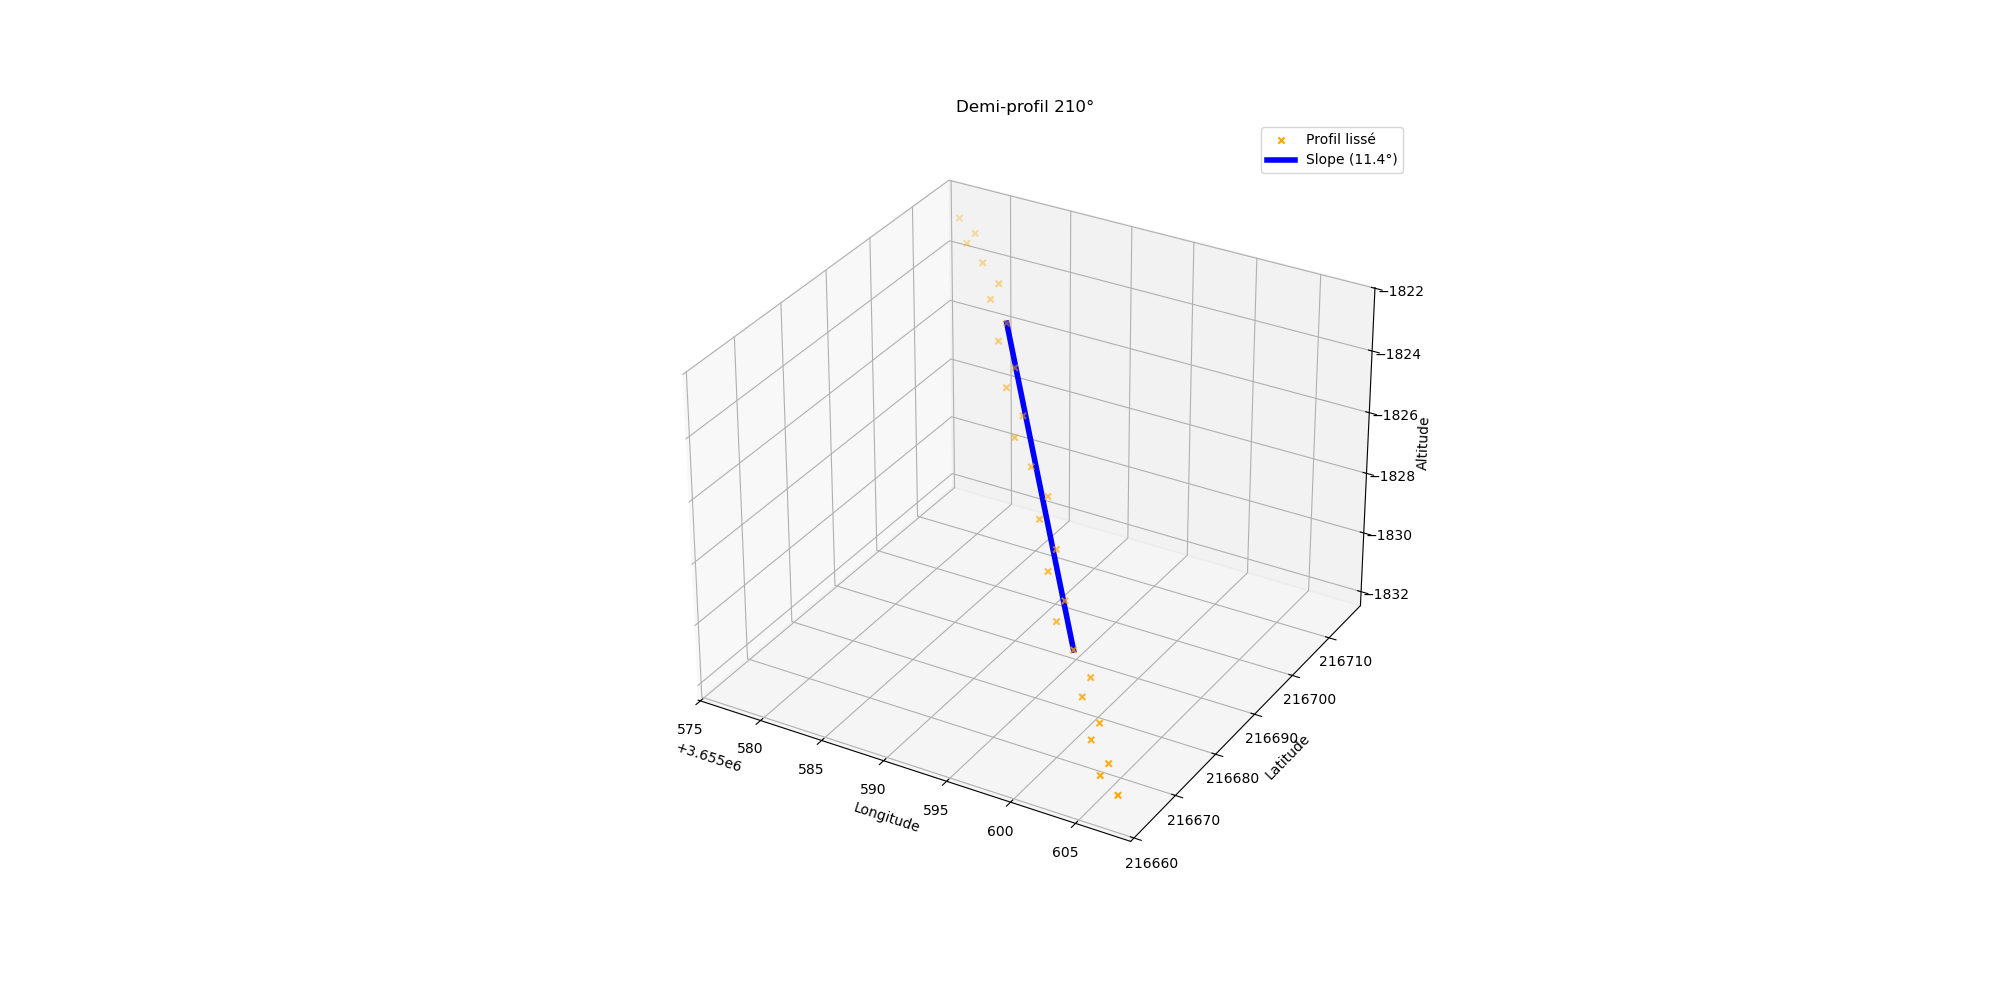 Demi-profil 210°
Profil lissé
Slope (11.4°)
−1822
−1824
−1826
−1828
−1830
−1832
Altitude
216710
216700
216690
216680
216670
216660
Latitude
575
580
585
590
595
600
605
+3.655e6
Longitude